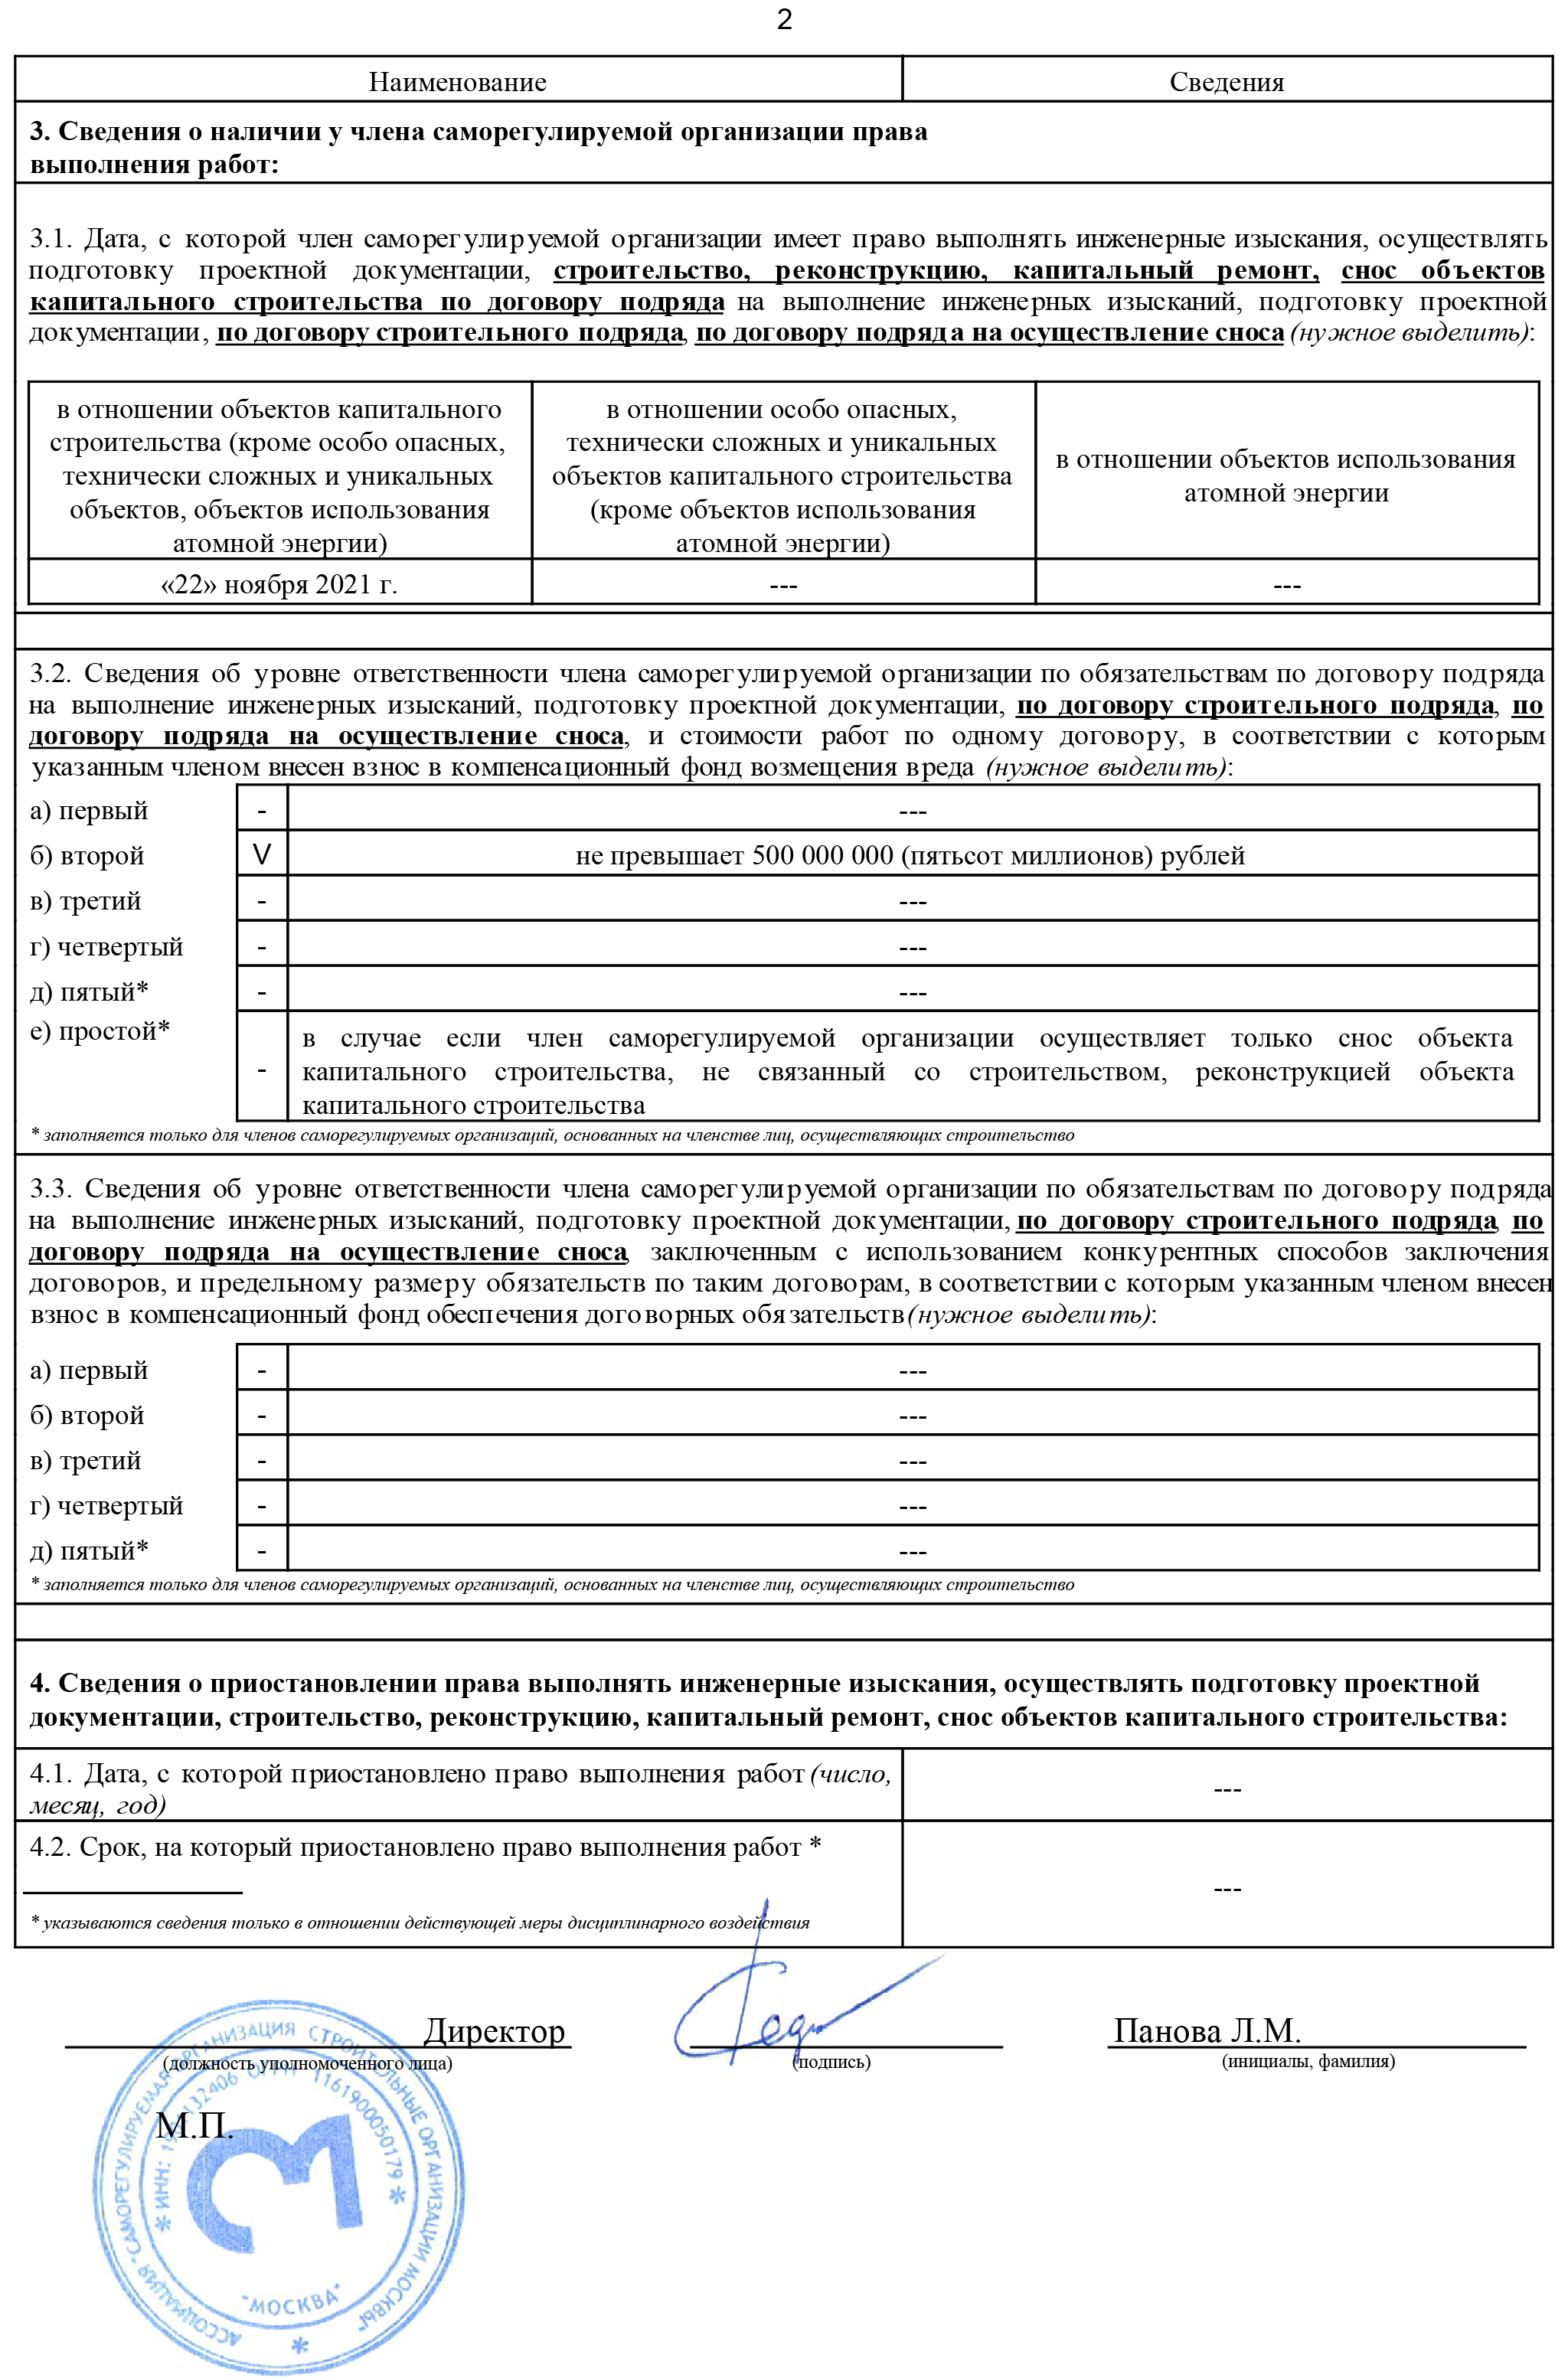 2
Наименование
Сведения
3. Сведения о наличии у члена саморегулируемой организации права
выполнения работ:
3.1. Дата, с которой член саморегулируемой организации имеет право выполнять инженерные изыскания, осуществлять
подготовку проектной документации, строительство, реконструкцию, капитальный ремонт, снос объектов
капитального строительства по договору подряда на выполнение инженерных изысканий, подготовку проектной
документации, по договору строительного подряда, по договору подряда на осуществление сноса (нужное выделить):
в отношении объектов капитального
строительства (кроме особо опасных,
технически сложных и уникальных
объектов, объектов использования
атомной энергии)
в отношении особо опасных,
технически сложных и уникальных
объектов капитального строительства
(кроме объектов использования
атомной энергии)
в отношении объектов использования
атомной энергии
«22» ноября 2021 г.
---
---
3.2. Сведения об уровне ответственности члена саморегулируемой организации по обязательствам по договору подряда
на выполнение инженерных изысканий, подготовку проектной документации, по договору строительного подряда, по
договору подряда на осуществление сноса, и стоимости работ по одному договору, в соответствии с которым
указанным членом внесен взнос в компенсационный фонд возмещения вреда (нужное выделить):
а) первый - ---
б) второй V не превышает 500 000 000 (пятьсот миллионов) рублей
в) третий - ---
г) четвертый - ---
д) пятый* - ---
е) простой* -
в случае если член саморегулируемой организации осуществляет только снос объекта
капитального строительства, не связанный со строительством, реконструкцией объекта
капитального строительства
* заполняется только для членов саморегулируемых организаций, основанных на членстве лиц, осуществляющих строительство
3.3. Сведения об уровне ответственности члена саморегулируемой организации по обязательствам по договору подряда
на выполнение инженерных изысканий, подготовку проектной документации, по договору строительного подряда, по
договору подряда на осуществление сноса, заключенным с использованием конкурентных способов заключения
договоров, и предельному размеру обязательств по таким договорам, в соответствии с которым указанным членом внесен
взнос в компенсационный фонд обеспечения договорных обязательств (нужное выделить):
а) первый - ---
б) второй - ---
в) третий - ---
г) четвертый - ---
д) пятый* - ---
* заполняется только для членов саморегулируемых организаций, основанных на членстве лиц, осуществляющих строительство
4. Сведения о приостановлении права выполнять инженерные изыскания, осуществлять подготовку проектной
документации, строительство, реконструкцию, капитальный ремонт, снос объектов капитального строительства:
4.1. Дата, с которой приостановлено право выполнения работ (число,
месяц, год)
---
4.2. Срок, на который приостановлено право выполнения работ *
---
* указываются сведения только в отношении действующей меры дисциплинарного воздействия
Директор
Панова Л.М.
(должность уполномоченного лица)
(подпись)
(инициалы, фамилия)
М.П.
АССОЦИАЦИЯ "САМОРЕГУЛИРУЕМАЯ ОРГАНИЗАЦИЯ СТРОИТЕЛЬНЫЕ ОРГАНИЗАЦИИ МОСКВЫ"
* ИНН: ОГРН 1161900050179 *
"МОСКВА"
*